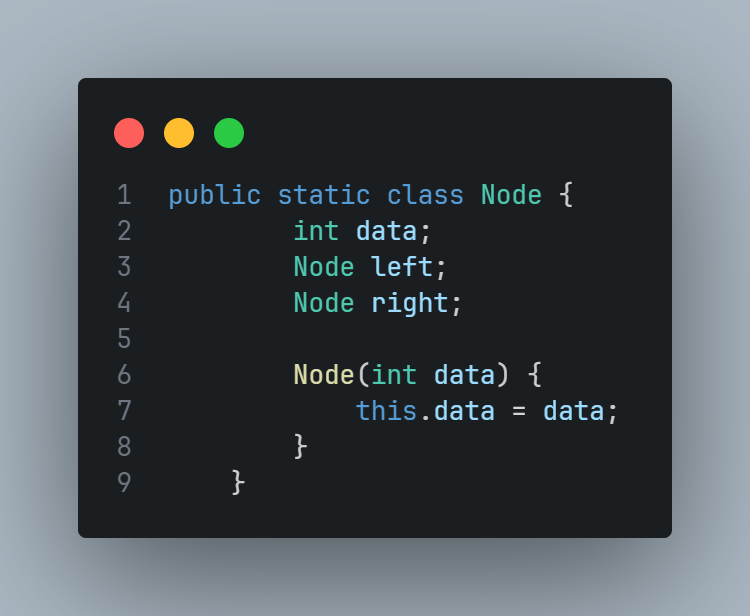 1 public static class Node {
2         int data;
3         Node left;
4         Node right;
5
6         Node(int data) {
7             this.data = data;
8         }
9     }